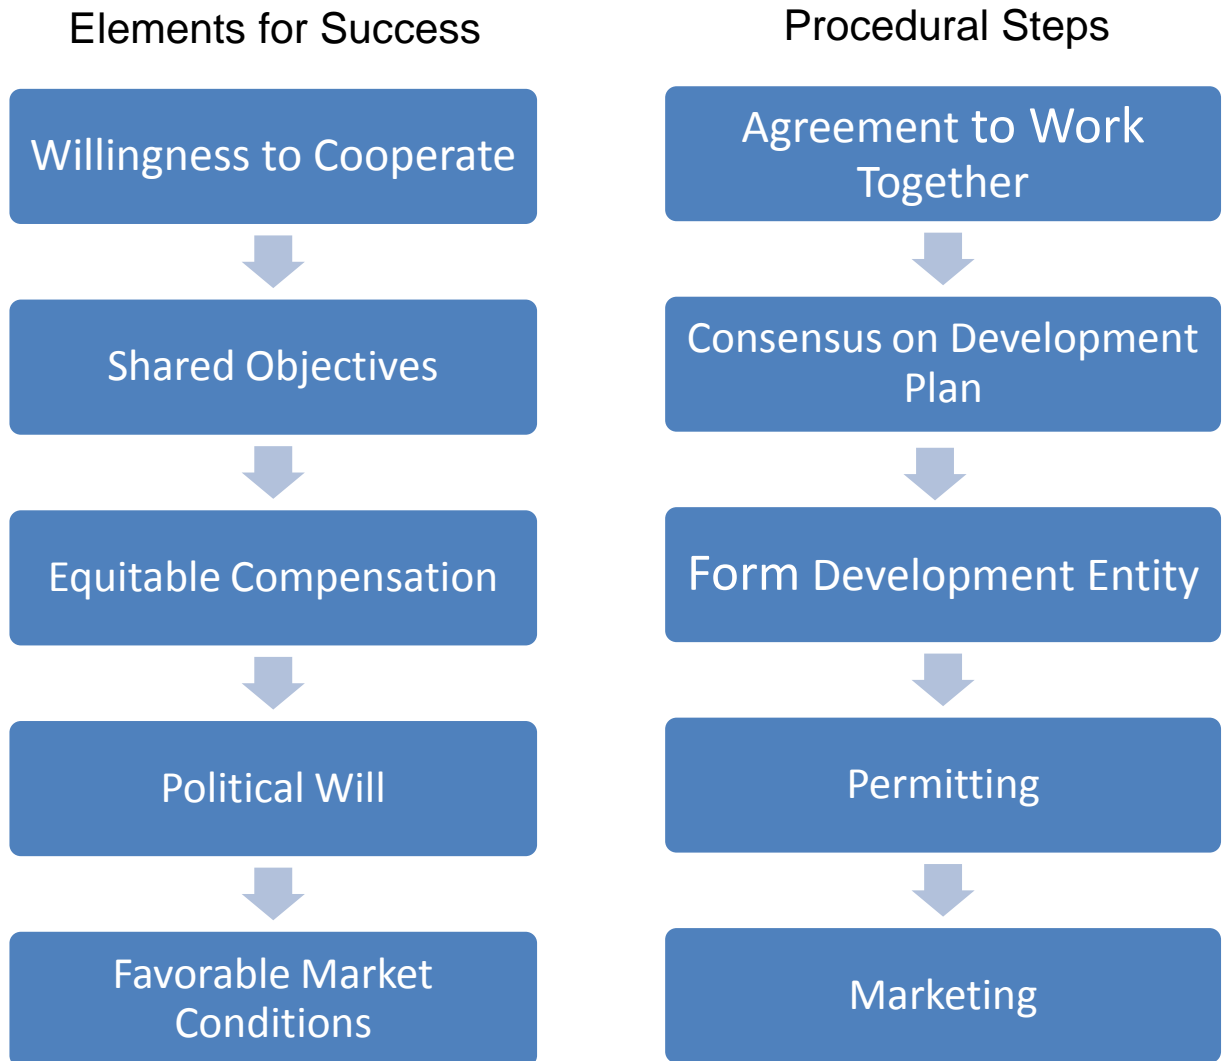 Elements for Success
Willingness to Cooperate
Shared Objectives
Equitable Compensation
Political Will
Favorable Market
Conditions
Procedural Steps
Agreement to Work
Together
Consensus on Development
Plan
Form Development Entity
Permitting
Marketing